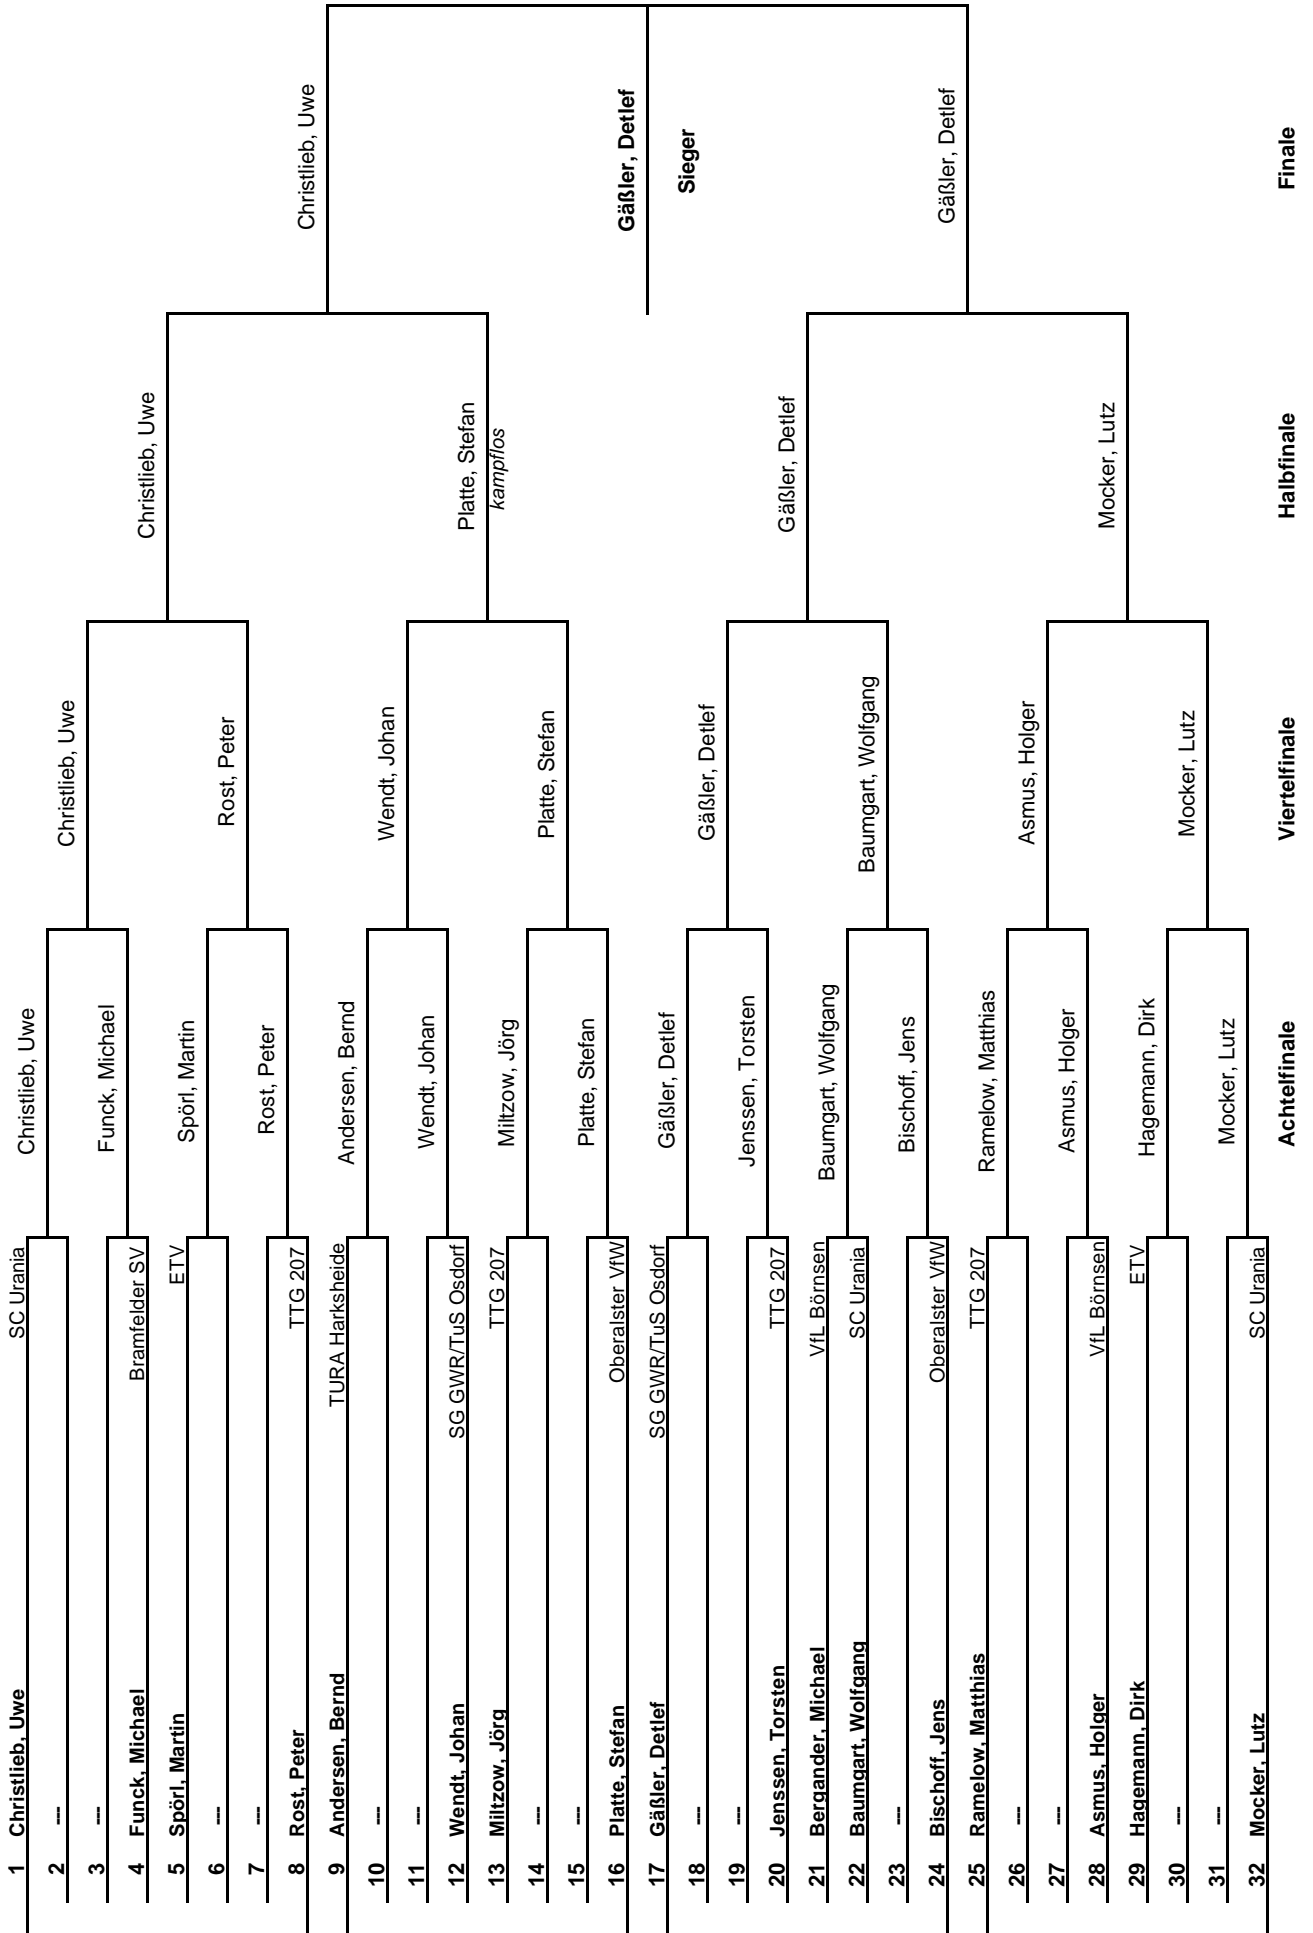 1 Christlieb, Uwe SC Urania
2 ---
3 ---
4 Funck, Michael Bramfelder SV
5 Spörl, Martin ETV
6 ---
7 ---
8 Rost, Peter TTG 207
9 Andersen, Bernd TURA Harksheide
10 ---
11 ---
12 Wendt, Johan SG GWR/TuS Osdorf
13 Miltzow, Jörg TTG 207
14 ---
15 ---
16 Platte, Stefan Oberalster VfW
17 Gäßler, Detlef SG GWR/TuS Osdorf
18 ---
19 ---
20 Jenssen, Torsten TTG 207
21 Bergander, Michael VfL Börnsen
22 Baumgart, Wolfgang SC Urania
23 ---
24 Bischoff, Jens Oberalster VfW
25 Ramelow, Matthias TTG 207
26 ---
27 ---
28 Asmus, Holger VfL Börnsen
29 Hagemann, Dirk ETV
30 ---
31 ---
32 Mocker, Lutz SC Urania
Christlieb, Uwe
Funck, Michael
Spörl, Martin
Rost, Peter
Andersen, Bernd
Wendt, Johan
Miltzow, Jörg
Platte, Stefan
Gäßler, Detlef
Jenssen, Torsten
Baumgart, Wolfgang
Bischoff, Jens
Ramelow, Matthias
Asmus, Holger
Hagemann, Dirk
Mocker, Lutz
Achtelfinale
Christlieb, Uwe
Rost, Peter
Wendt, Johan
Platte, Stefan
Gäßler, Detlef
Baumgart, Wolfgang
Asmus, Holger
Mocker, Lutz
Viertelfinale
Christlieb, Uwe
Platte, Stefan
kampflos
Gäßler, Detlef
Mocker, Lutz
Halbfinale
Christlieb, Uwe
Gäßler, Detlef
Sieger
Gäßler, Detlef
Finale